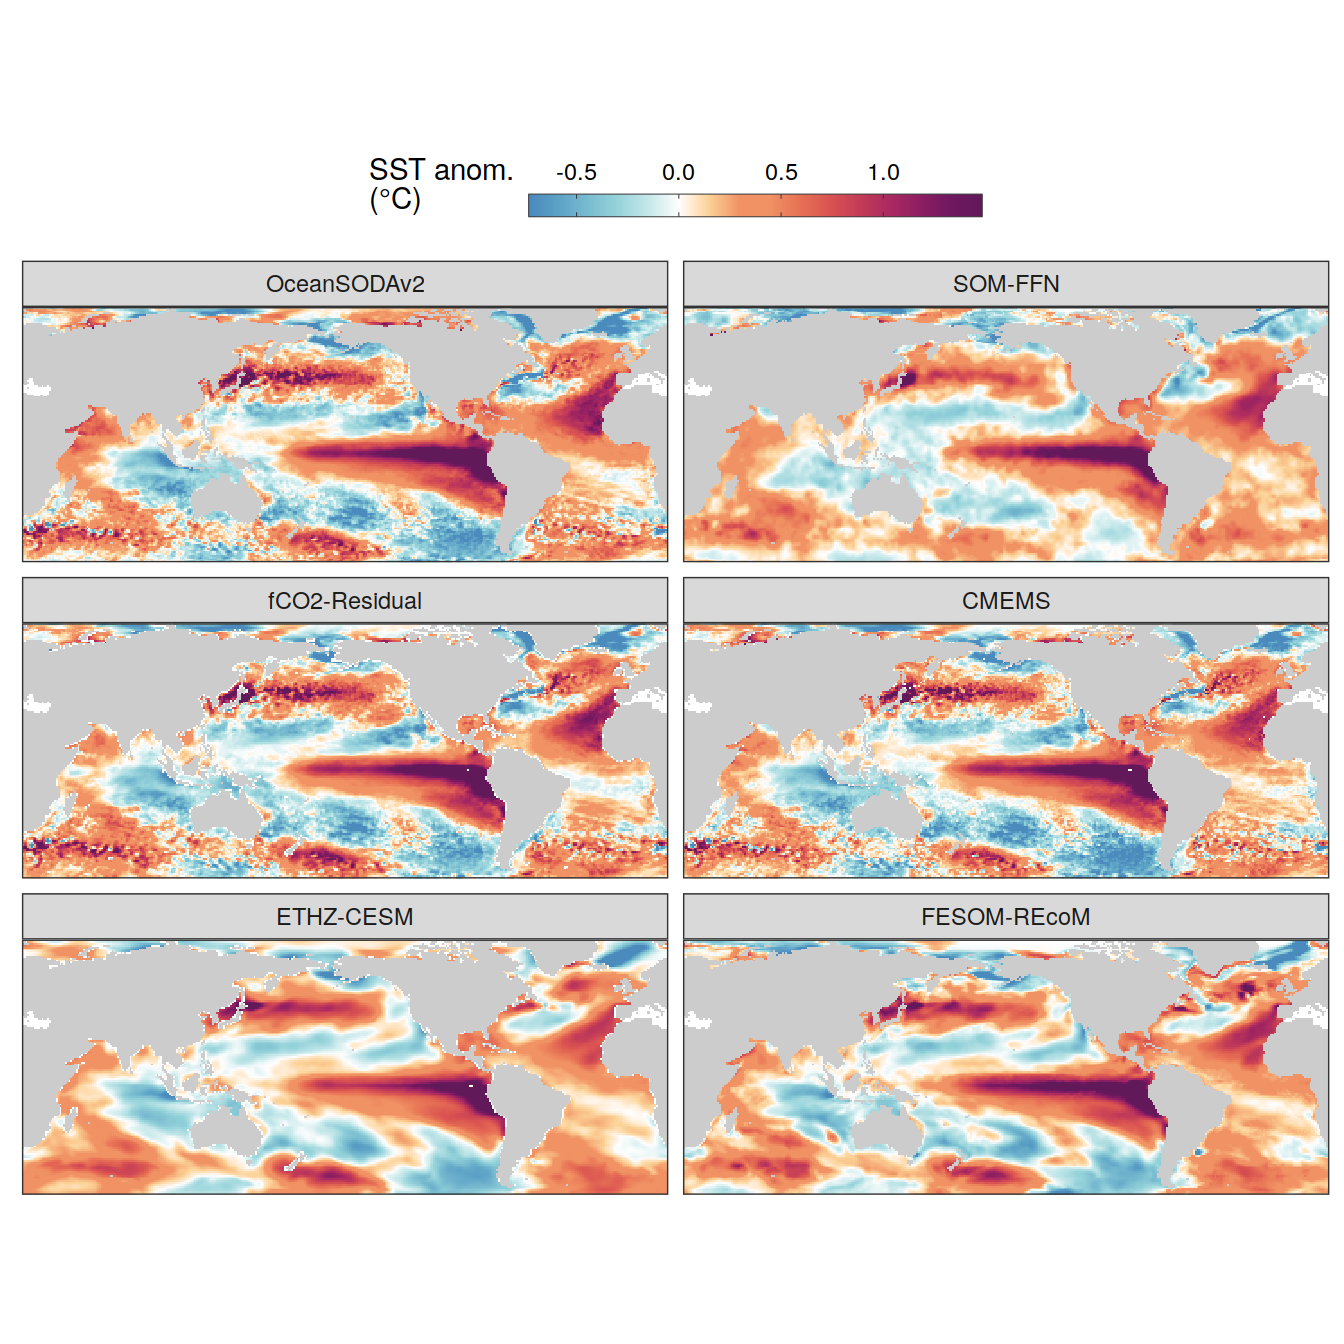 SST anom.
(°C)
-0.5 0.0 0.5 1.0
OceanSODAv2
SOM-FFN
fCO2-Residual
CMEMS
ETHZ-CESM
FESOM-REcoM